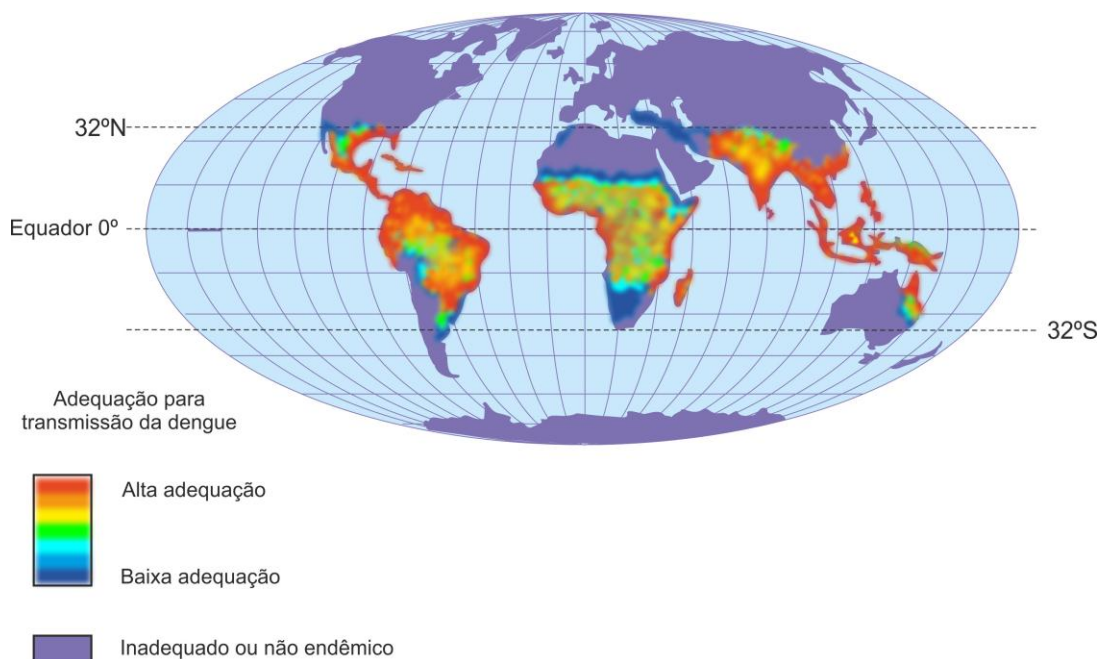 32ºN
Equador 0º
32ºS
Adequação para
transmissão da dengue
Alta adequação
Baixa adequação
Inadequado ou não endêmico